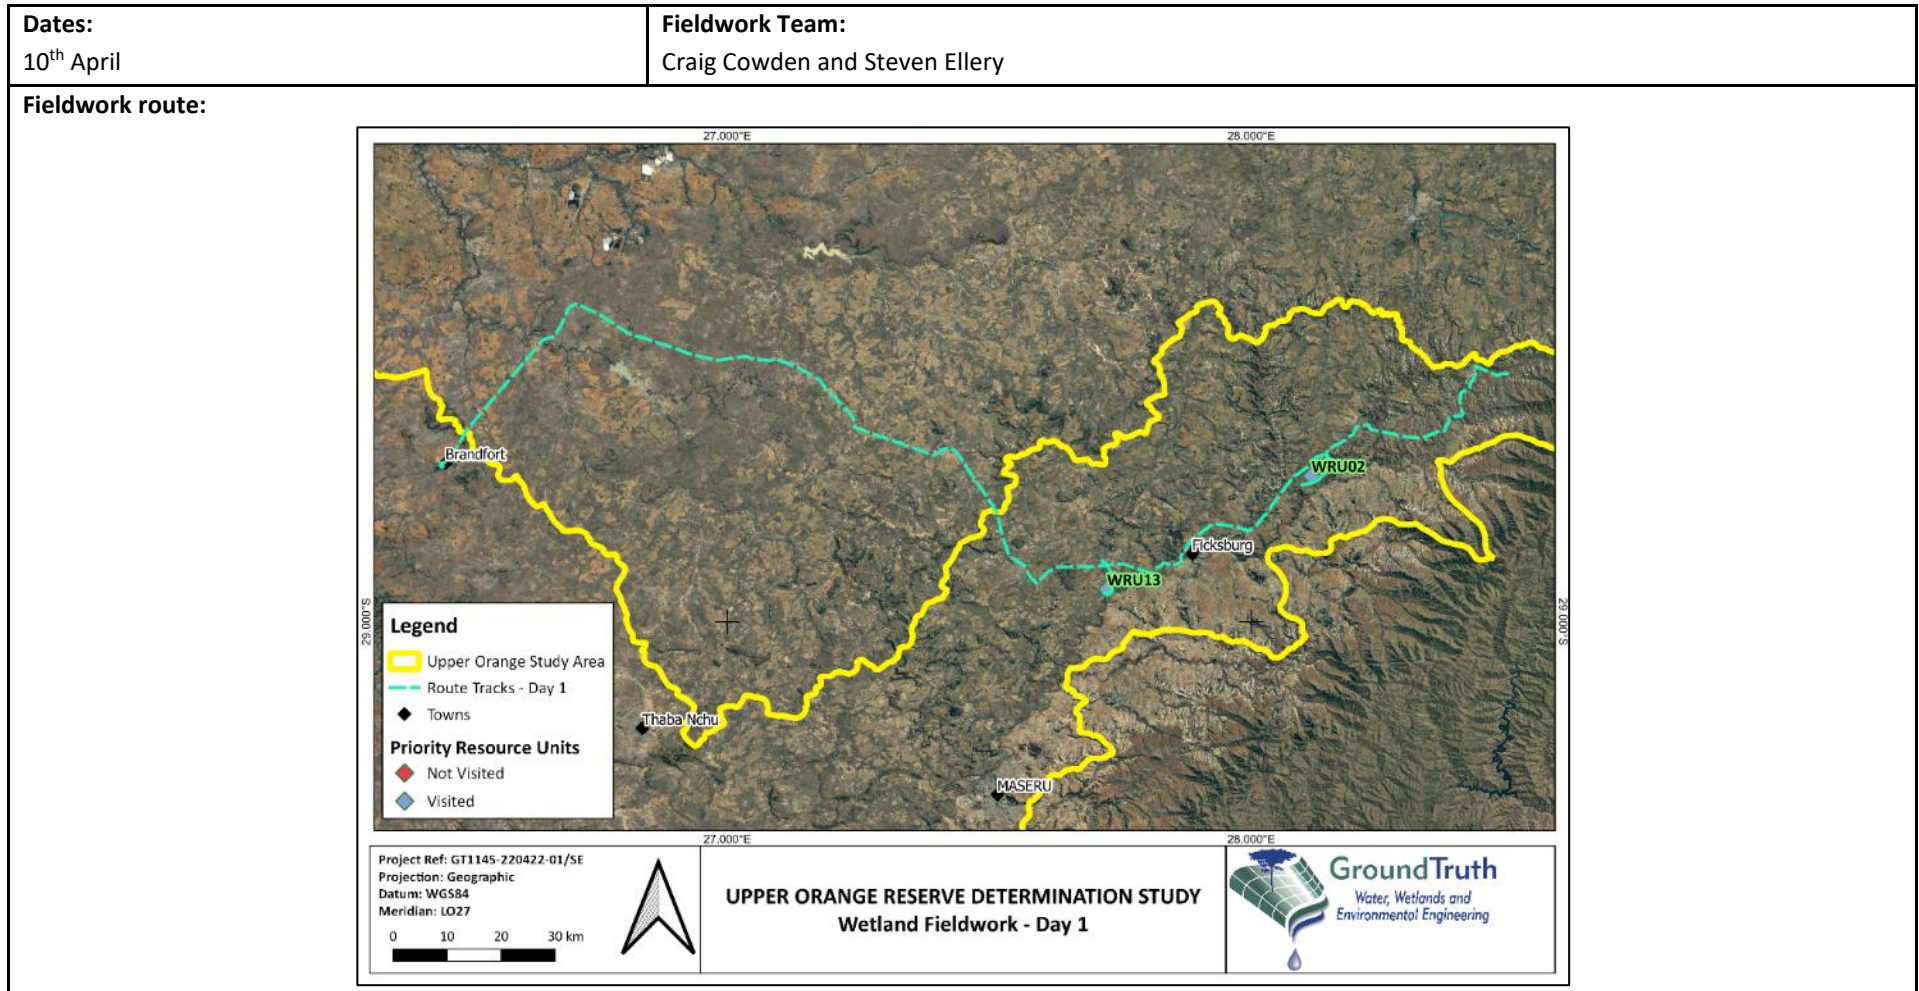 Dates:
10th April
Fieldwork Team:
Craig Cowden and Steven Ellery
Fieldwork route:
27.000°E
28.000°E
Brandfort
WRU02
Ficksburg
WRU13
29.000°S
29.000°S
Thaba Nchu
MASERU
Legend
Upper Orange Study Area
Route Tracks - Day 1
Towns
Priority Resource Units
Not Visited
Visited
27.000°E
28.000°E
Project Ref: GT1145-220422-01/SE
Projection: Geographic
Datum: WGS84
Meridian: LO27
0 10 20 30 km
UPPER ORANGE RESERVE DETERMINATION STUDY
Wetland Fieldwork - Day 1
GroundTruth
Water, Wetlands and
Environmental Engineering